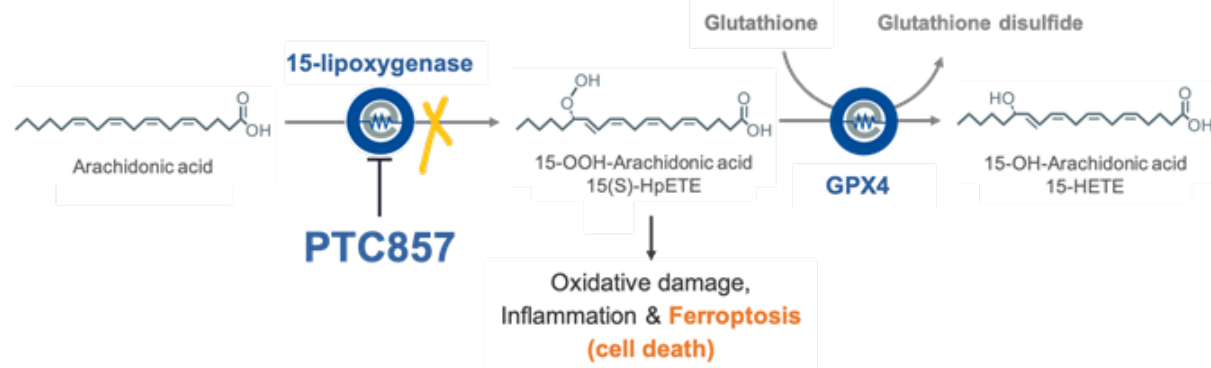 Glutathione
Glutathione disulfide
15-lipoxygenase
O
OH
Arachidonic acid
OH
O
O
OH
15-OOH-Arachidonic acid
15(S)-HpETE
GPX4
HO
O
OH
15-OH-Arachidonic acid
15-HETE
PTC857
Oxidative damage,
Inflammation & Ferroptosis
(cell death)